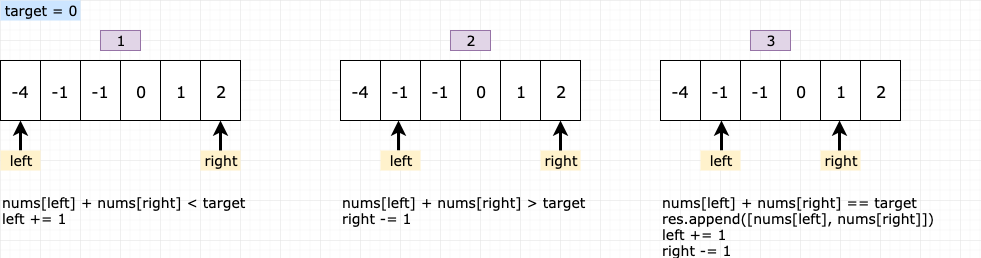 target = 0
1
2
3
-4 -1 -1 0 1 2
-4 -1 -1 0 1 2
-4 -1 -1 0 1 2
left right
left right
left right
nums[left] + nums[right] < target
left += 1
nums[left] + nums[right] > target
right -= 1
nums[left] + nums[right] == target
res.append([nums[left], nums[right]])
left += 1
right -= 1